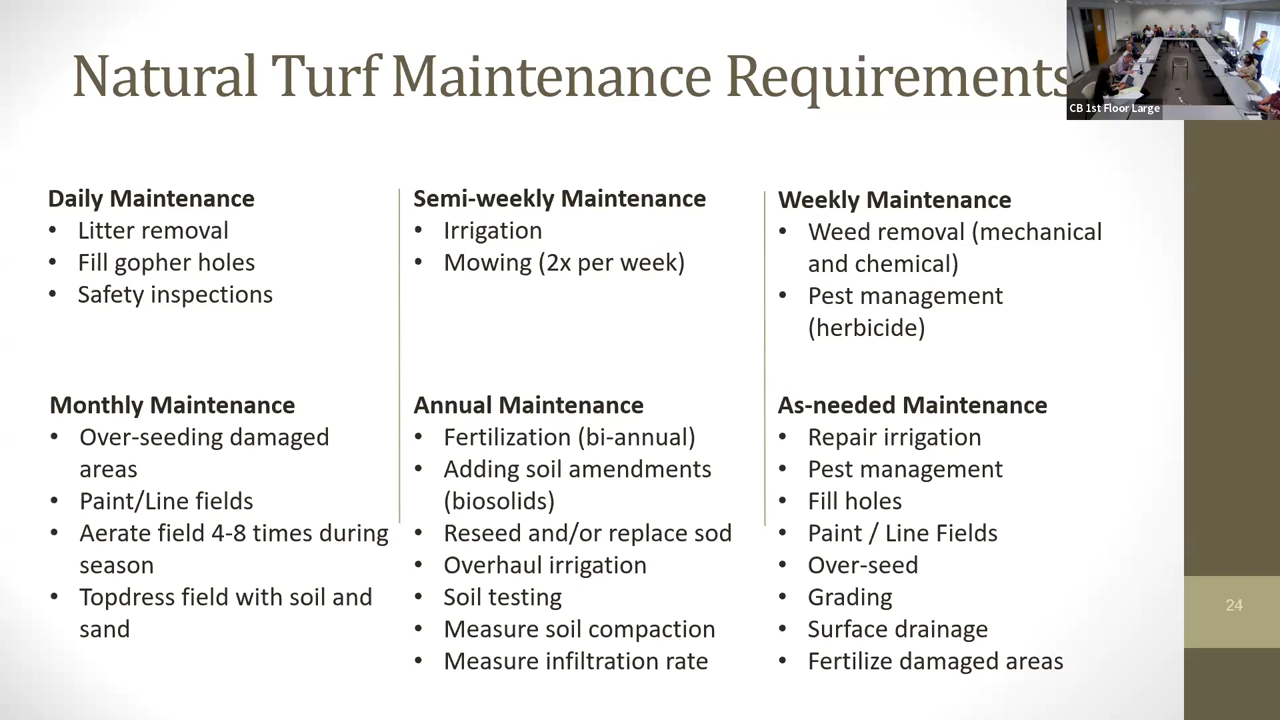 Natural Turf Maintenance Requirements
CB 1st Floor Large
Daily Maintenance
• Litter removal
• Fill gopher holes
• Safety inspections
Semi-weekly Maintenance
• Irrigation
• Mowing (2x per week)
Weekly Maintenance
• Weed removal (mechanical
and chemical)
• Pest management
(herbicide)
Monthly Maintenance
• Over-seeding damaged
areas
• Paint/Line fields
• Aerate field 4-8 times during
season
• Topdress field with soil and
sand
Annual Maintenance
• Fertilization (bi-annual)
• Adding soil amendments
(biosolids)
• Reseed and/or replace sod
• Overhaul irrigation
• Soil testing
• Measure soil compaction
• Measure infiltration rate
As-needed Maintenance
• Repair irrigation
• Pest management
• Fill holes
• Paint / Line Fields
• Over-seed
• Grading
• Surface drainage
• Fertilize damaged areas
24